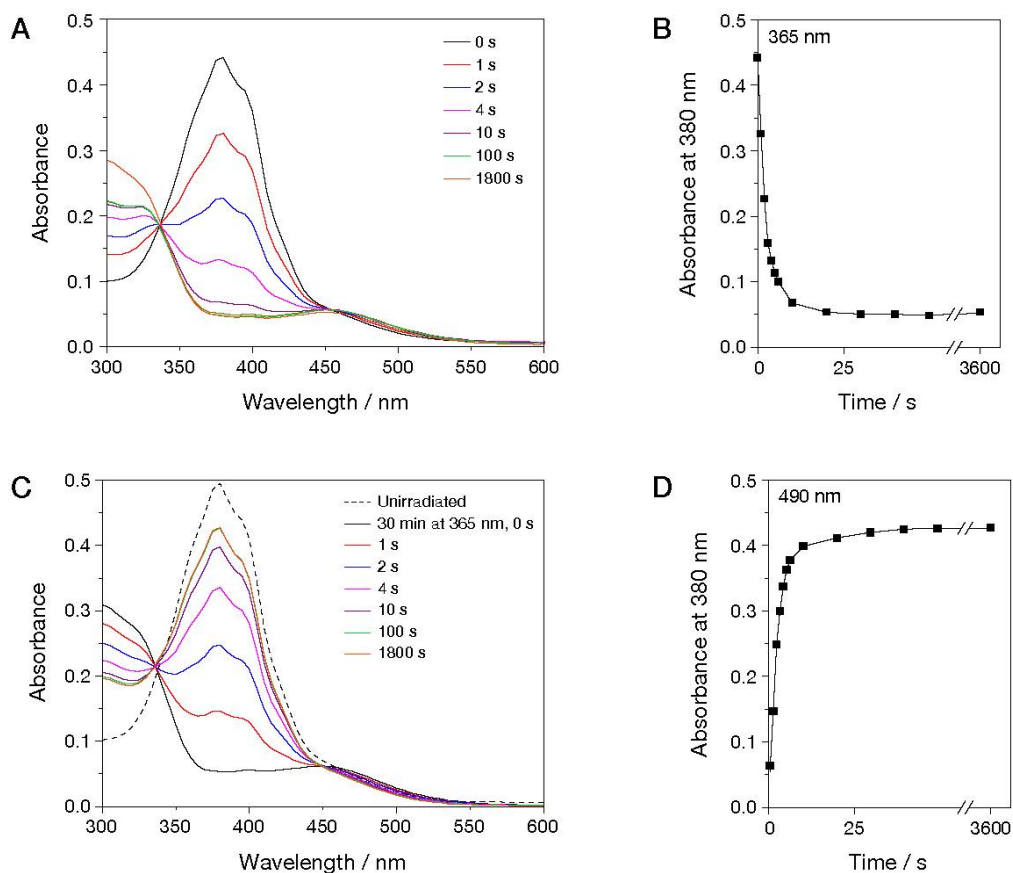 A
0.5
0.4
0.3
0.2
0.1
0.0
Absorbance
300 350 400 450 500 550 600
Wavelength / nm
0 s
1 s
2 s
4 s
10 s
100 s
1800 s
B
365 nm
0.5
0.4
0.3
0.2
0.1
0.0
Absorbance at 380 nm
0 25 3600
Time / s
C
0.5
0.4
0.3
0.2
0.1
0.0
Absorbance
300 350 400 450 500 550 600
Wavelength / nm
Unirradiated
30 min at 365 nm, 0 s
1 s
2 s
4 s
10 s
100 s
1800 s
D
490 nm
0.5
0.4
0.3
0.2
0.1
0.0
Absorbance at 380 nm
0 25 3600
Time / s